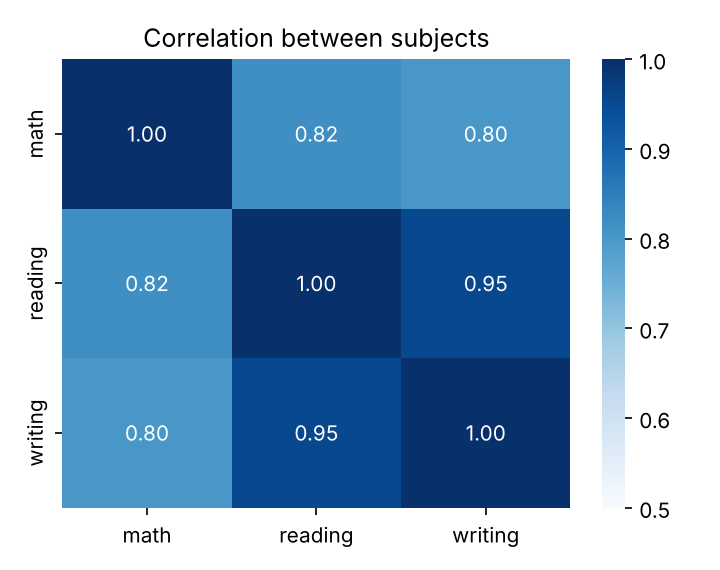 Correlation between subjects
math 1.00 0.82 0.80
reading 0.82 1.00 0.95
writing 0.80 0.95 1.00
math reading writing
1.0
0.9
0.8
0.7
0.6
0.5